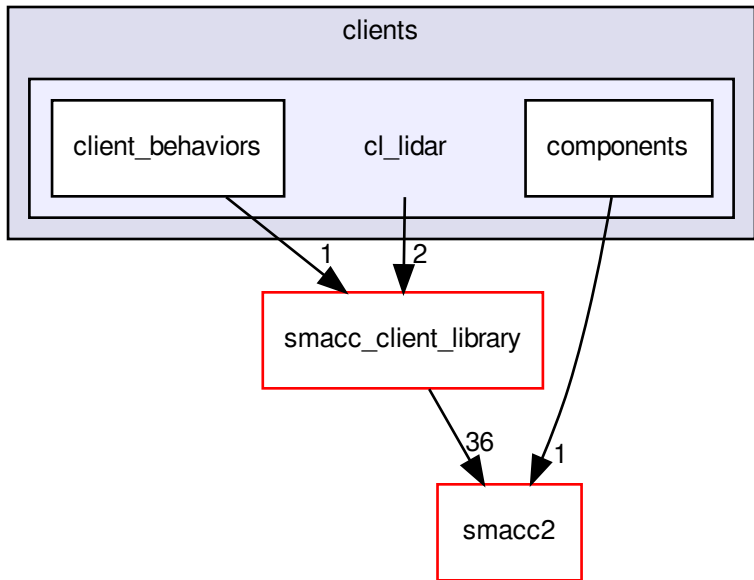 clients
client_behaviors
cl_lidar
components
1
2
smacc_client_library
36
1
smacc2